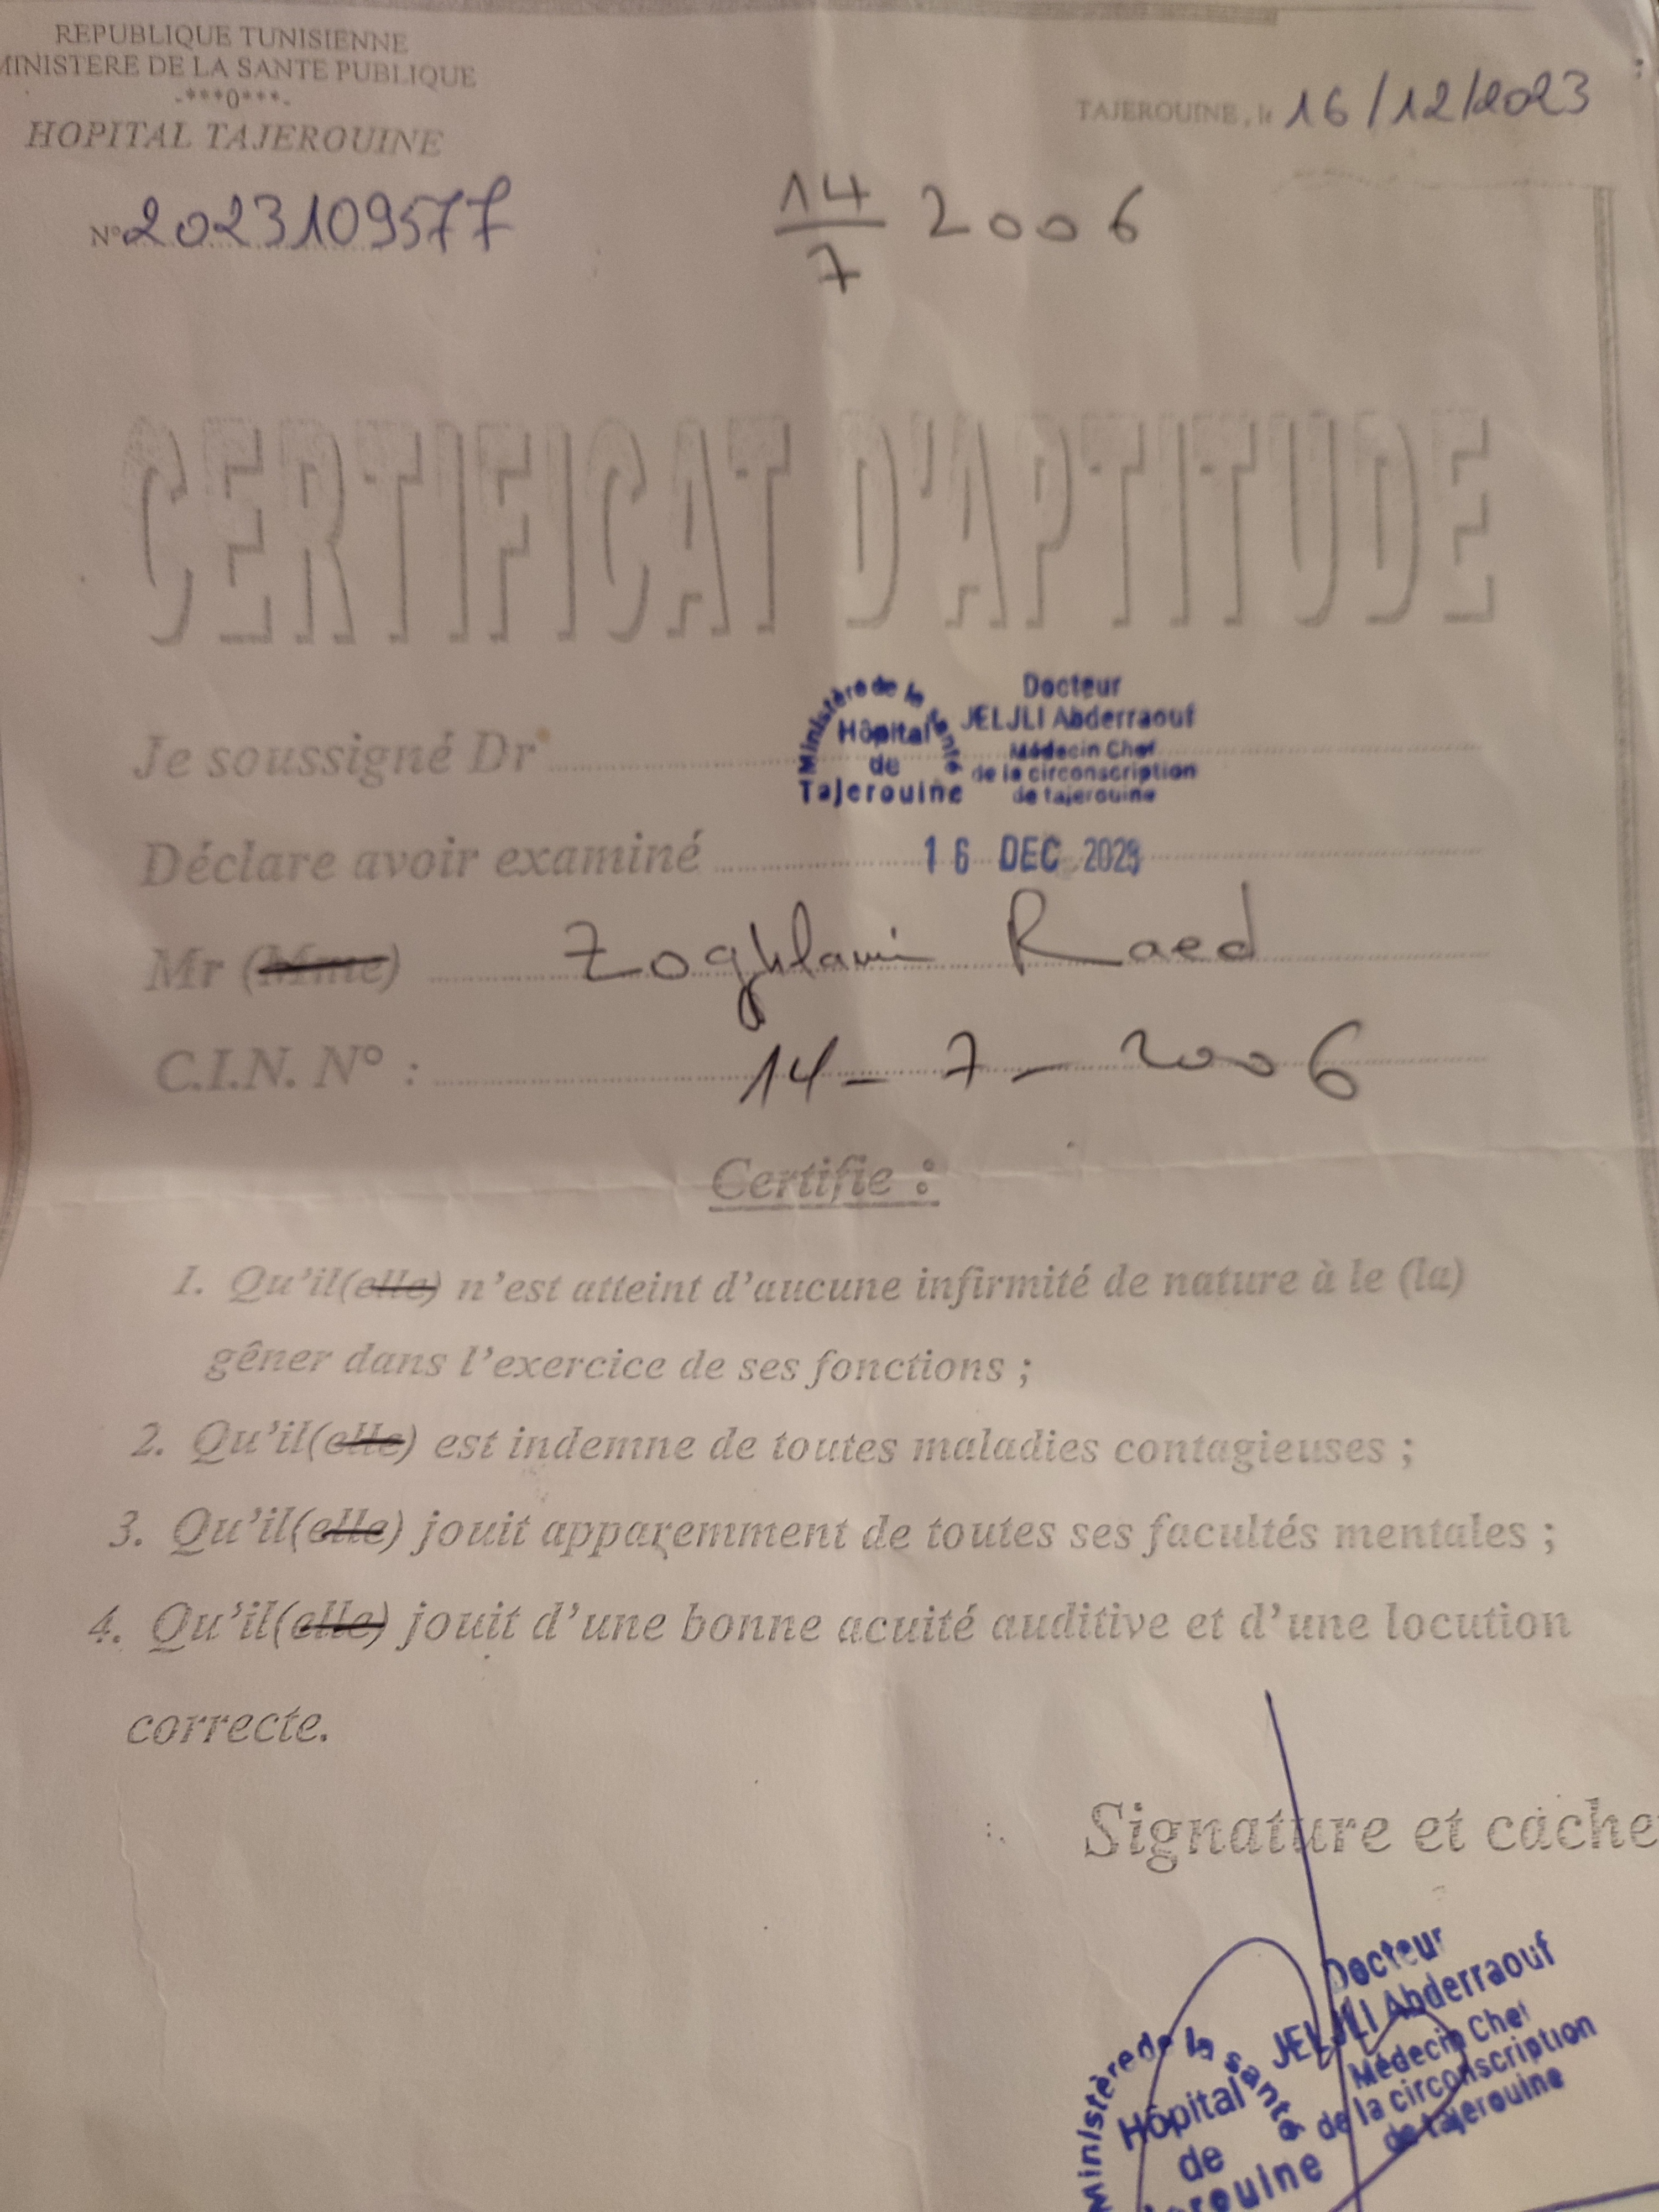 REPUBLIQUE TUNISIENNE
MINISTERE DE LA SANTE PUBLIQUE
-***0***-
HOPITAL TAJEROUINE
TAJEROUINE, le 16/12/2023
N° 2023109577
14/7 2006
CERTIFICAT D'APTITUDE
Je soussigné Dr
Ministère de la santé
Hôpital
de
Tajerouine
Docteur
JELJLI Abderraouf
Médecin Chef
de la circonscription
de tajerouine
Déclare avoir examiné 16 DEC 2023
Mr (Mme) Zoghlami Raed
C.I.N. N° : 14-7-2006
Certifie :
1. Qu'il(elle) n'est atteint d'aucune infirmité de nature à le (la)
gêner dans l'exercice de ses fonctions ;
2. Qu'il(elle) est indemne de toutes maladies contagieuses ;
3. Qu'il(elle) jouit apparemment de toutes ses facultés mentales ;
4. Qu'il(elle) jouit d'une bonne acuité auditive et d'une locution
correcte.
Signature et cache
Ministère de la santé
Hôpital
de
erouine
Docteur
JELJLI Abderraouf
Médecin Chef
de la circonscription
de tajerouine